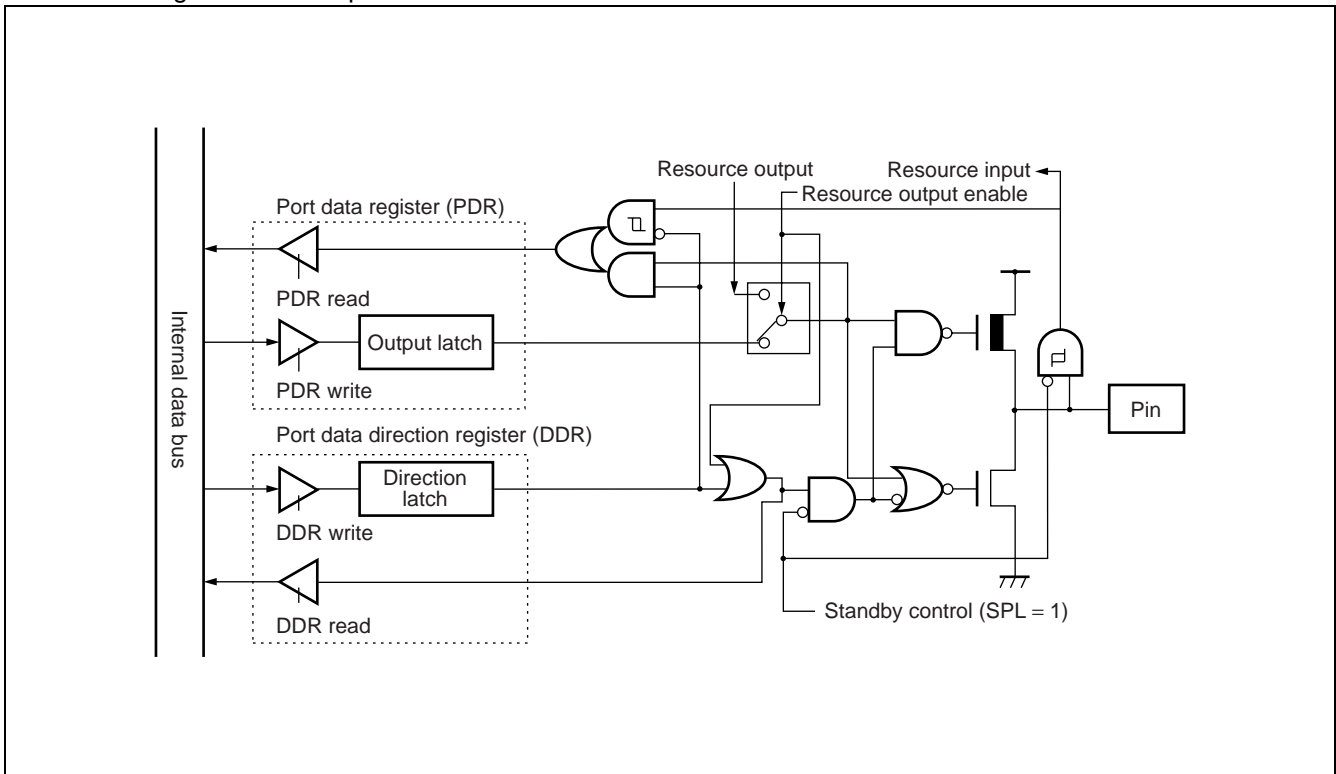 Resource output
Resource input
Resource output enable
Port data register (PDR)
PDR read
Internal data bus
Output latch
PDR write
Pin
Port data direction register (DDR)
Direction
latch
DDR write
Standby control (SPL = 1)
DDR read